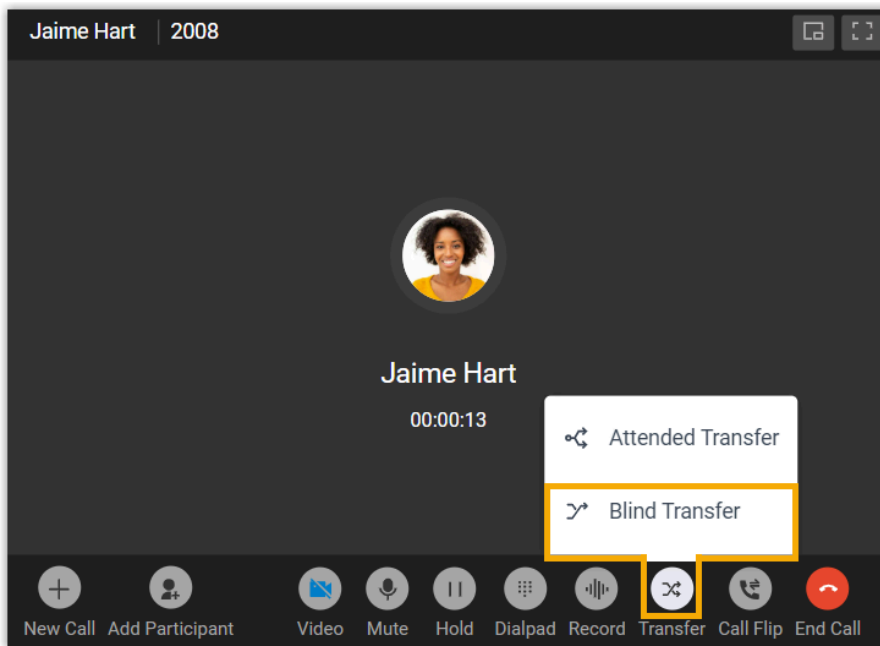 Jaime Hart 2008
Jaime Hart
00:00:13
Attended Transfer
Blind Transfer
New Call Add Participant Video Mute Hold Dialpad Record Transfer Call Flip End Call